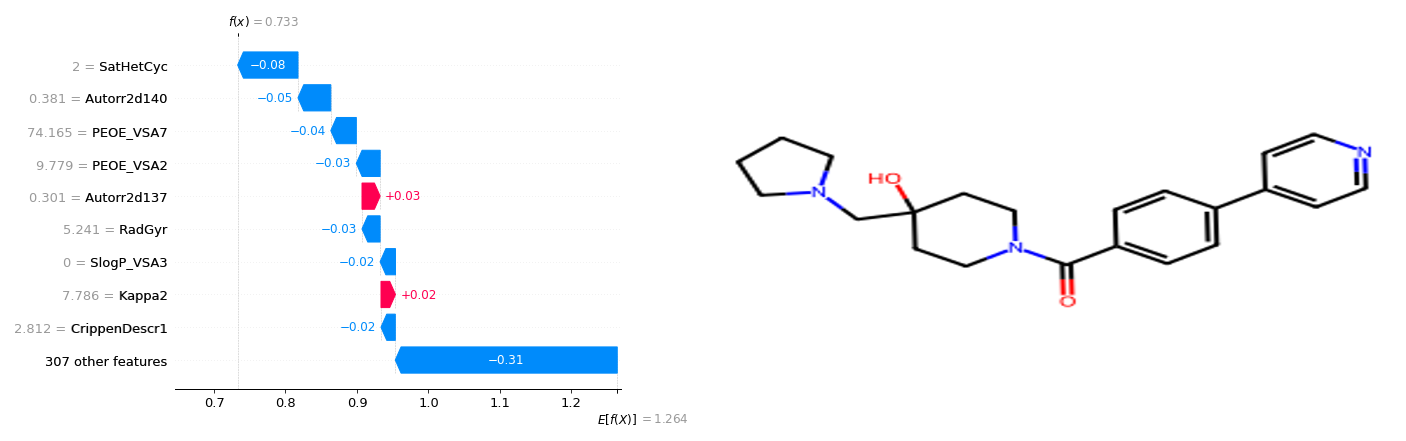 f(x) = 0.733
2 = SatHetCyc −0.08
0.381 = Autorr2d140 −0.05
74.165 = PEOE_VSA7 −0.04
9.779 = PEOE_VSA2 −0.03
0.301 = Autorr2d137 +0.03
5.241 = RadGyr −0.03
0 = SlogP_VSA3 −0.02
7.786 = Kappa2 +0.02
2.812 = CrippenDescr1 −0.02
307 other features −0.31
0.7 0.8 0.9 1.0 1.1 1.2
E[f(X)] = 1.264
N
HO
N
N
O